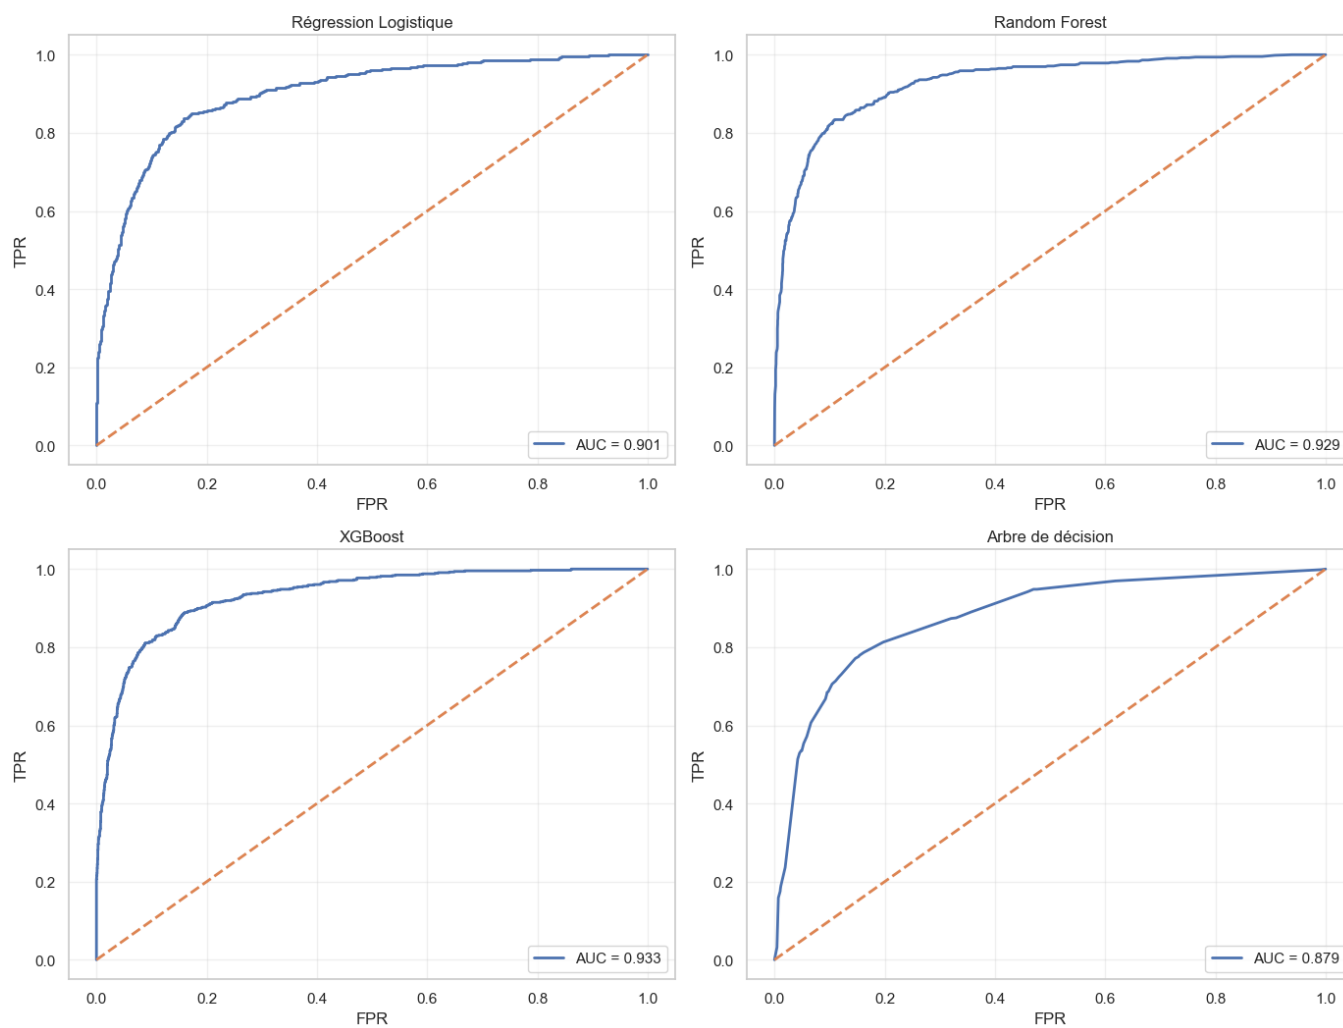 Régression Logistique
1.0
0.8
0.6
0.4
0.2
0.0
TPR
AUC = 0.901
0.0 0.2 0.4 0.6 0.8 1.0
FPR
Random Forest
1.0
0.8
0.6
0.4
0.2
0.0
TPR
AUC = 0.929
0.0 0.2 0.4 0.6 0.8 1.0
FPR
XGBoost
1.0
0.8
0.6
0.4
0.2
0.0
TPR
AUC = 0.933
0.0 0.2 0.4 0.6 0.8 1.0
FPR
Arbre de décision
1.0
0.8
0.6
0.4
0.2
0.0
TPR
AUC = 0.879
0.0 0.2 0.4 0.6 0.8 1.0
FPR